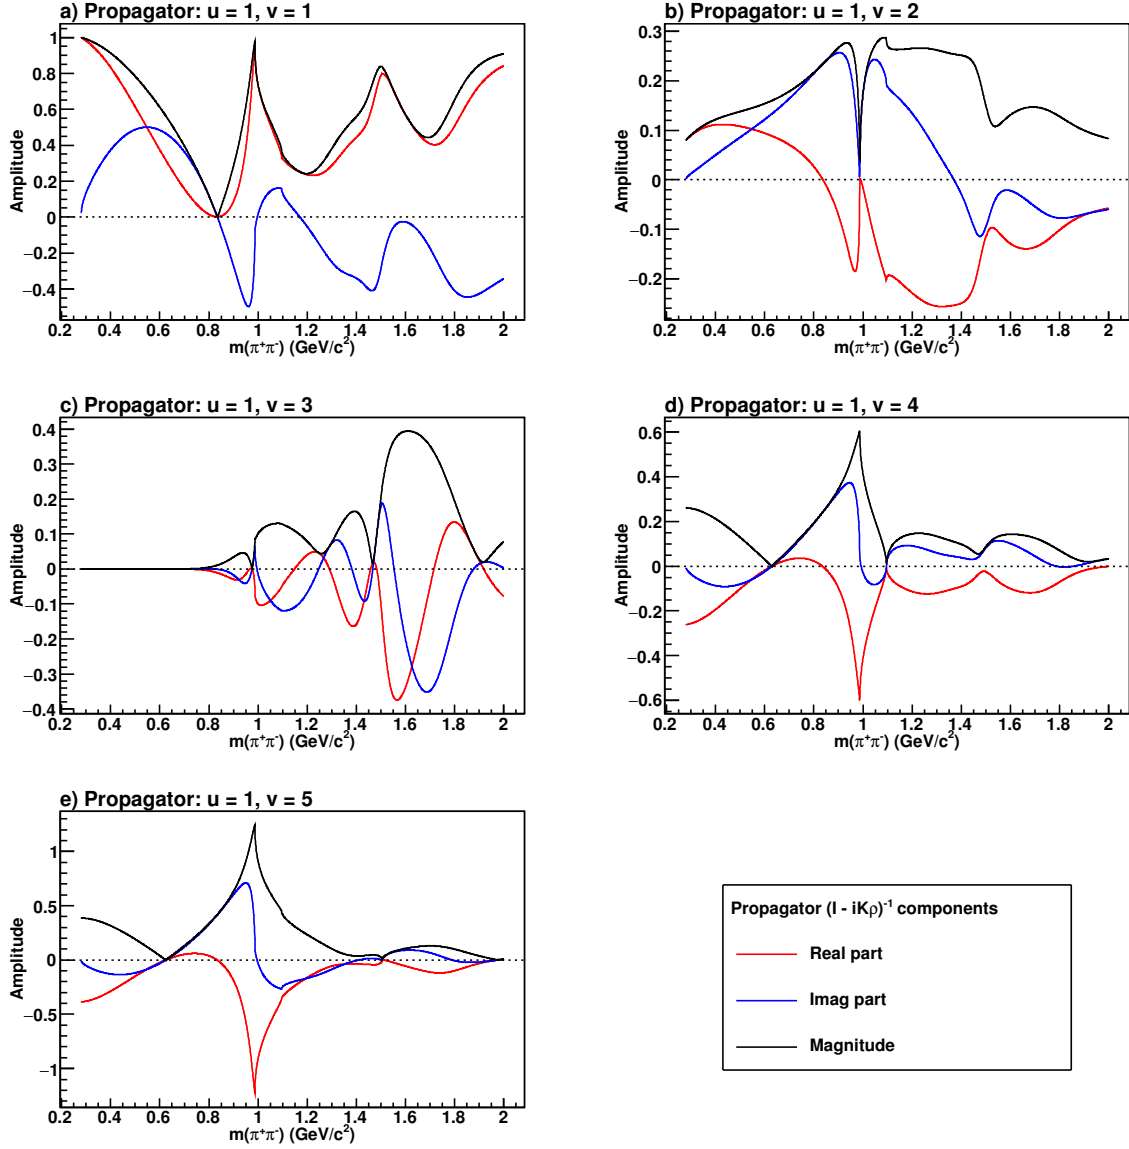 a) Propagator: u = 1, v = 1
Amplitude
1
0.8
0.6
0.4
0.2
0
−0.2
−0.4
0.2 0.4 0.6 0.8 1 1.2 1.4 1.6 1.8 2
m(π⁺π⁻) (GeV/c²)
b) Propagator: u = 1, v = 2
Amplitude
0.3
0.2
0.1
0
−0.1
−0.2
0.2 0.4 0.6 0.8 1 1.2 1.4 1.6 1.8 2
m(π⁺π⁻) (GeV/c²)
c) Propagator: u = 1, v = 3
Amplitude
0.4
0.3
0.2
0.1
0
−0.1
−0.2
−0.3
−0.4
0.2 0.4 0.6 0.8 1 1.2 1.4 1.6 1.8 2
m(π⁺π⁻) (GeV/c²)
d) Propagator: u = 1, v = 4
Amplitude
0.6
0.4
0.2
0
−0.2
−0.4
−0.6
0.2 0.4 0.6 0.8 1 1.2 1.4 1.6 1.8 2
m(π⁺π⁻) (GeV/c²)
e) Propagator: u = 1, v = 5
Amplitude
1
0.5
0
−0.5
−1
0.2 0.4 0.6 0.8 1 1.2 1.4 1.6 1.8 2
m(π⁺π⁻) (GeV/c²)
Propagator (I - iKρ)⁻¹ components
Real part
Imag part
Magnitude